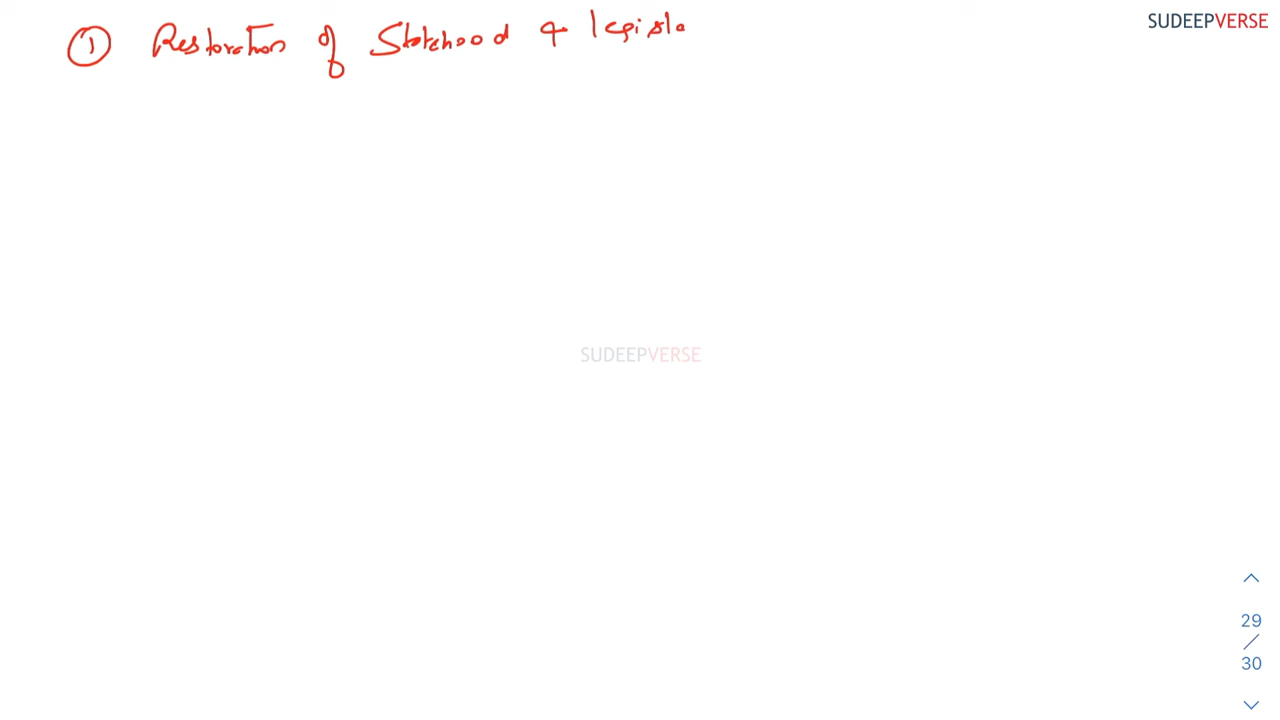 ① Restoration of Statehood & legisla
SUDEEPVERSE
SUDEEPVERSE
29
/
30